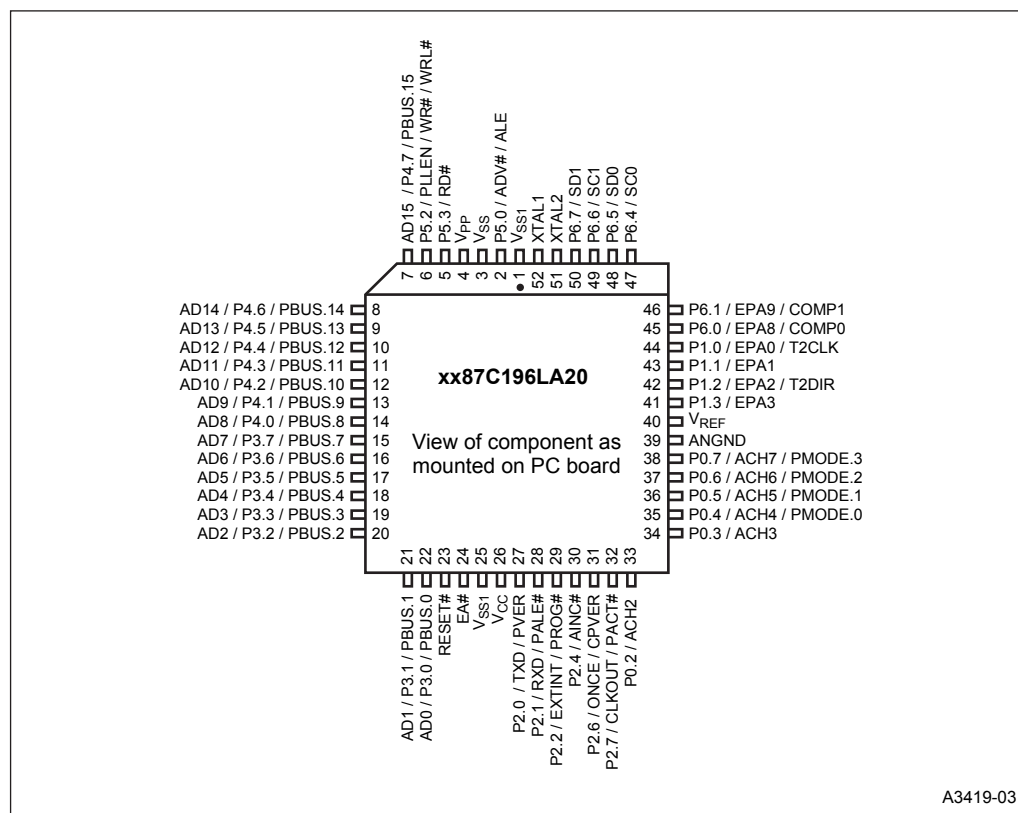 AD15 / P4.7 / PBUS.15
P5.2 / PLLEN / WR# / WRL#
P5.3 / RD#
VPP
VSS
P5.0 / ADV# / ALE
VSS1
XTAL1
XTAL2
P6.7 / SD1
P6.6 / SC1
P6.5 / SD0
P6.4 / SC0
7 6 5 4 3 2 1 52 51 50 49 48 47
AD14 / P4.6 / PBUS.14 8
AD13 / P4.5 / PBUS.13 9
AD12 / P4.4 / PBUS.12 10
AD11 / P4.3 / PBUS.11 11
AD10 / P4.2 / PBUS.10 12
AD9 / P4.1 / PBUS.9 13
AD8 / P4.0 / PBUS.8 14
AD7 / P3.7 / PBUS.7 15
AD6 / P3.6 / PBUS.6 16
AD5 / P3.5 / PBUS.5 17
AD4 / P3.4 / PBUS.4 18
AD3 / P3.3 / PBUS.3 19
AD2 / P3.2 / PBUS.2 20
xx87C196LA20
View of component as
mounted on PC board
46 P6.1 / EPA9 / COMP1
45 P6.0 / EPA8 / COMP0
44 P1.0 / EPA0 / T2CLK
43 P1.1 / EPA1
42 P1.2 / EPA2 / T2DIR
41 P1.3 / EPA3
40 VREF
39 ANGND
38 P0.7 / ACH7 / PMODE.3
37 P0.6 / ACH6 / PMODE.2
36 P0.5 / ACH5 / PMODE.1
35 P0.4 / ACH4 / PMODE.0
34 P0.3 / ACH3
21 22 23 24 25 26 27 28 29 30 31 32 33
AD1 / P3.1 / PBUS.1
AD0 / P3.0 / PBUS.0
RESET#
EA#
VSS1
VCC
P2.0 / TXD / PVER
P2.1 / RXD / PALE#
P2.2 / EXTINT / PROG#
P2.4 / AINC#
P2.6 / ONCE / CPVER
P2.7 / CLKOUT / PACT#
P0.2 / ACH2
A3419-03